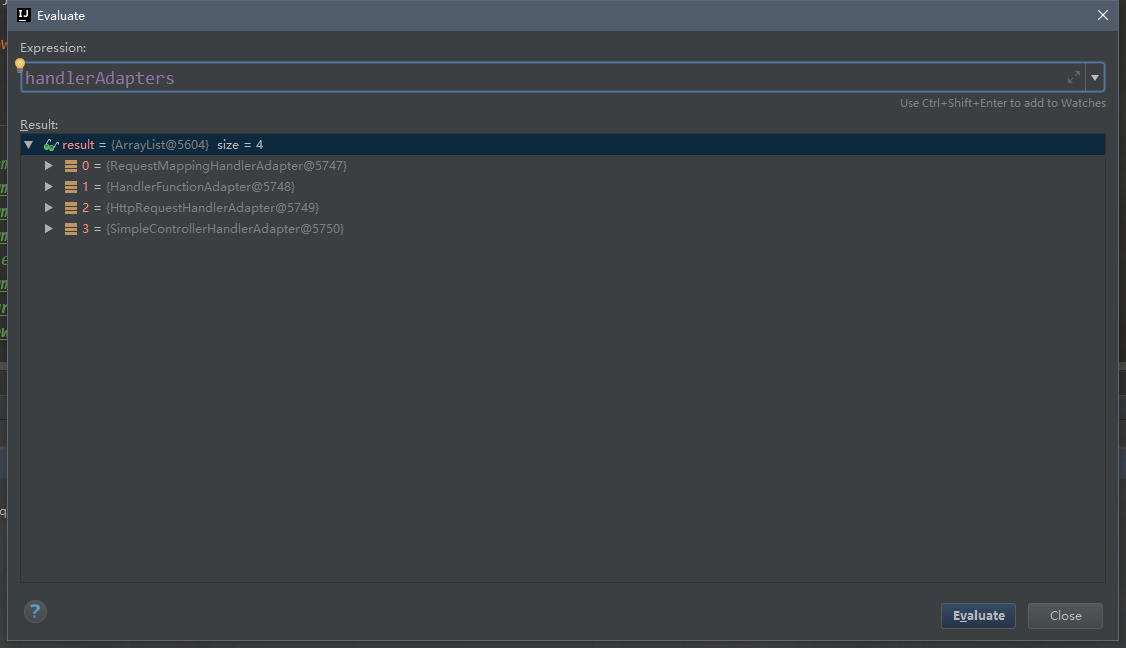 IJ Evaluate
Expression:
handlerAdapters
Use Ctrl+Shift+Enter to add to Watches
Result:
result = {ArrayList@5604} size = 4
0 = {RequestMappingHandlerAdapter@5747}
1 = {HandlerFunctionAdapter@5748}
2 = {HttpRequestHandlerAdapter@5749}
3 = {SimpleControllerHandlerAdapter@5750}
?
Evaluate
Close